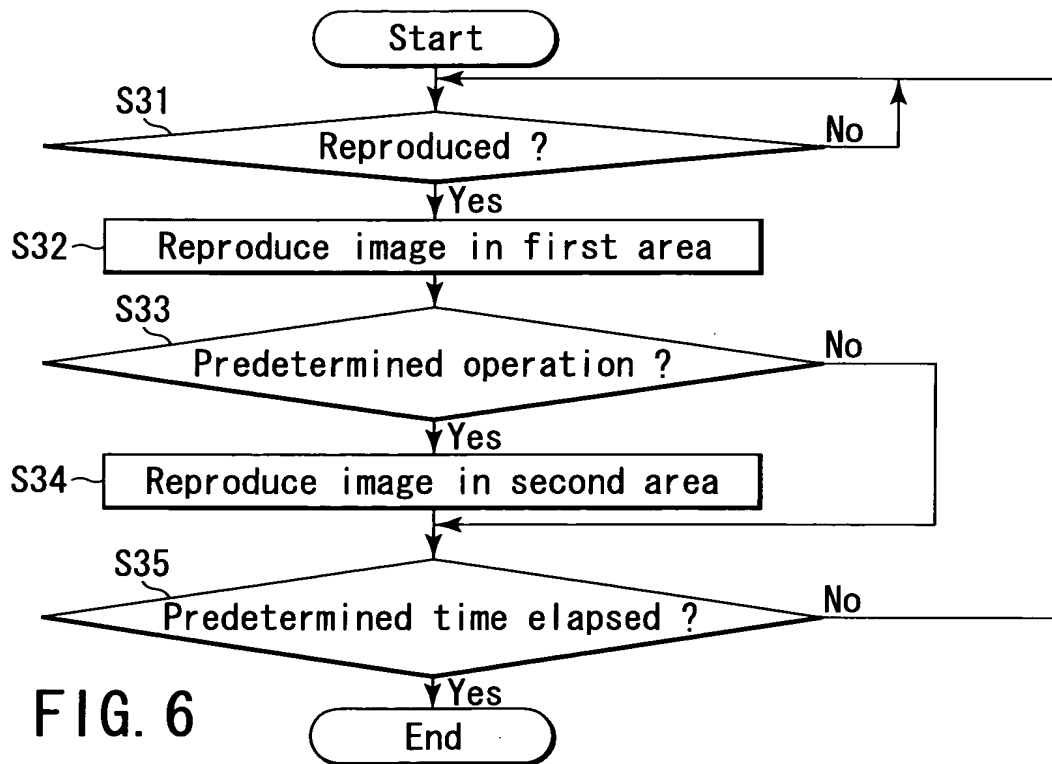 Start
S31
Reproduced ?
No
Yes
S32
Reproduce image in first area
S33
Predetermined operation ?
No
Yes
S34
Reproduce image in second area
S35
Predetermined time elapsed ?
No
Yes
End
FIG. 6